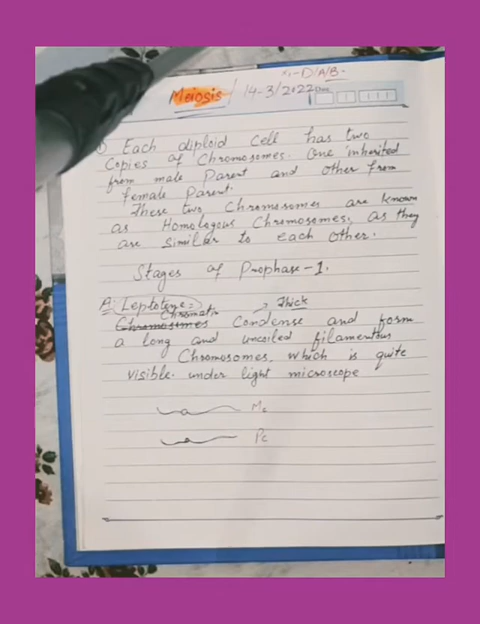 XI-D/A/B-
Meiosis 14-3/2022 Date
Each diploid cell has two
Copies of Chromosomes. One inherited
from male Parent and other from
female Parent.
These two Chromosomes are known
as Homologous Chromosomes, as they
are similar to each other.
Stages of Prophase-1.
A: Leptotene:-
Chromatin → Thick
Chromosomes Condense and form
a long and uncoiled filamentous
Chromosomes, which is quite
visible under light microscope
Mc
Pc